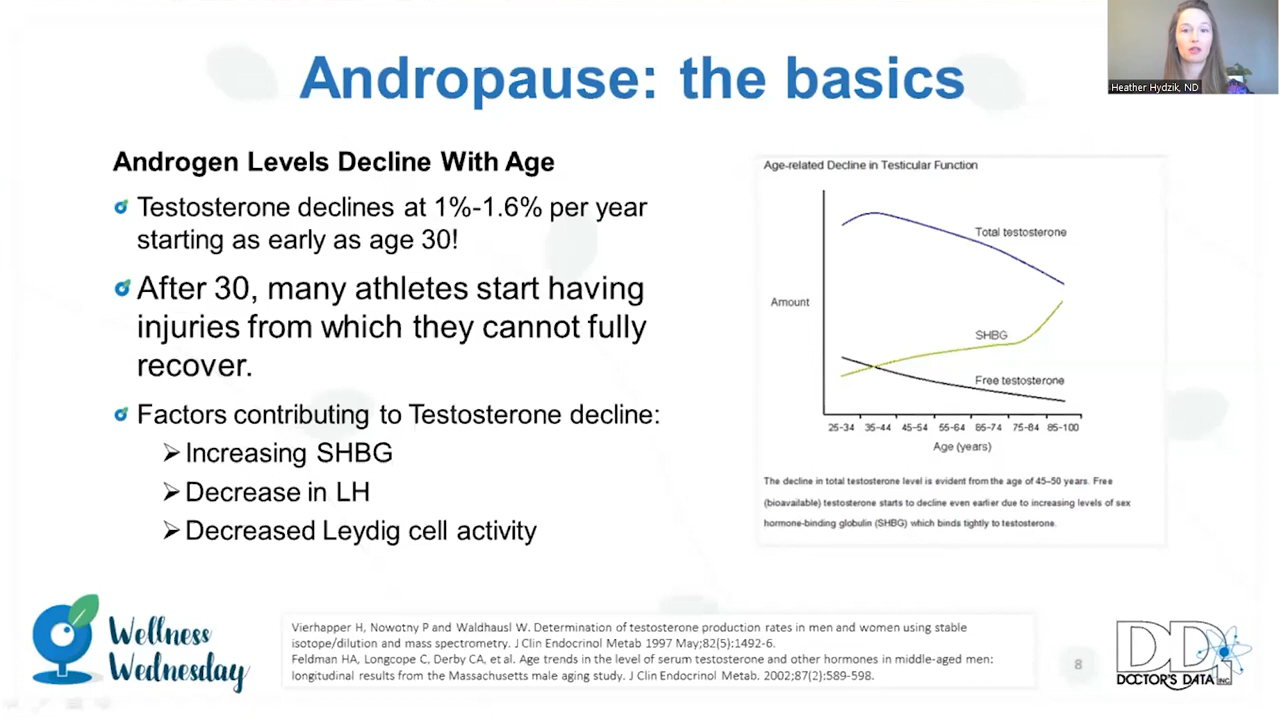 Andropause: the basics
Heather Hydzik, ND
Androgen Levels Decline With Age
Testosterone declines at 1%-1.6% per year
starting as early as age 30!
After 30, many athletes start having
injuries from which they cannot fully
recover.
Factors contributing to Testosterone decline:
Increasing SHBG
Decrease in LH
Decreased Leydig cell activity
Age-related Decline in Testicular Function
Total testosterone
Amount
SHBG
Free testosterone
25-34 35-44 45-54 55-64 65-74 75-84 85-100
Age (years)
The decline in total testosterone level is evident from the age of 45–50 years. Free
(bioavailable) testosterone starts to decline even earlier due to increasing levels of sex
hormone-binding globulin (SHBG) which binds tightly to testosterone.
Wellness
Wednesday
Vierhapper H, Nowotny P and Waldhausl W. Determination of testosterone production rates in men and women using stable
isotope/dilution and mass spectrometry. J Clin Endocrinol Metab 1997 May;82(5):1492-6.
Feldman HA, Longcope C, Derby CA, et al. Age trends in the level of serum testosterone and other hormones in middle-aged men:
longitudinal results from the Massachusetts male aging study. J Clin Endocrinol Metab, 2002;87(2):589-598.
8
DDI
DOCTOR'S DATA INC.